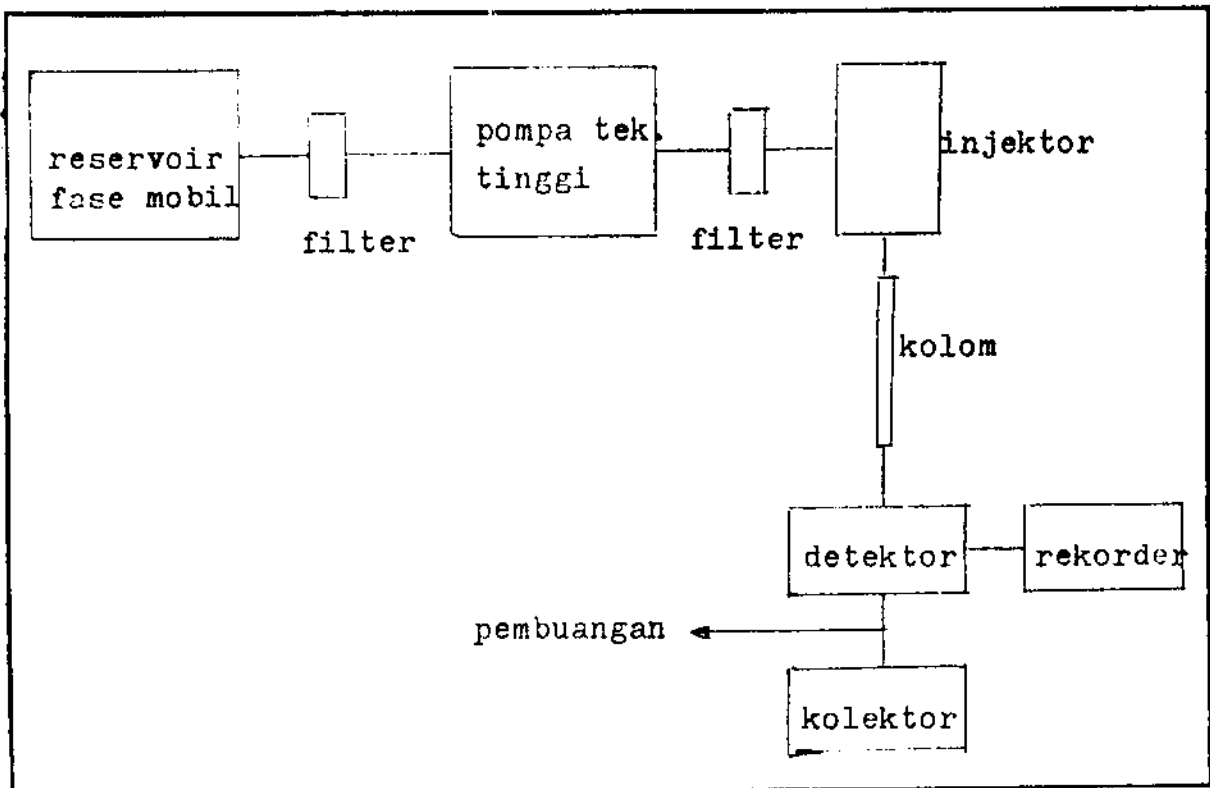 reservoir
fase mobil
filter
pompa tek.
tinggi
filter
injektor
kolom
detektor
rekorder
pembuangan
kolektor